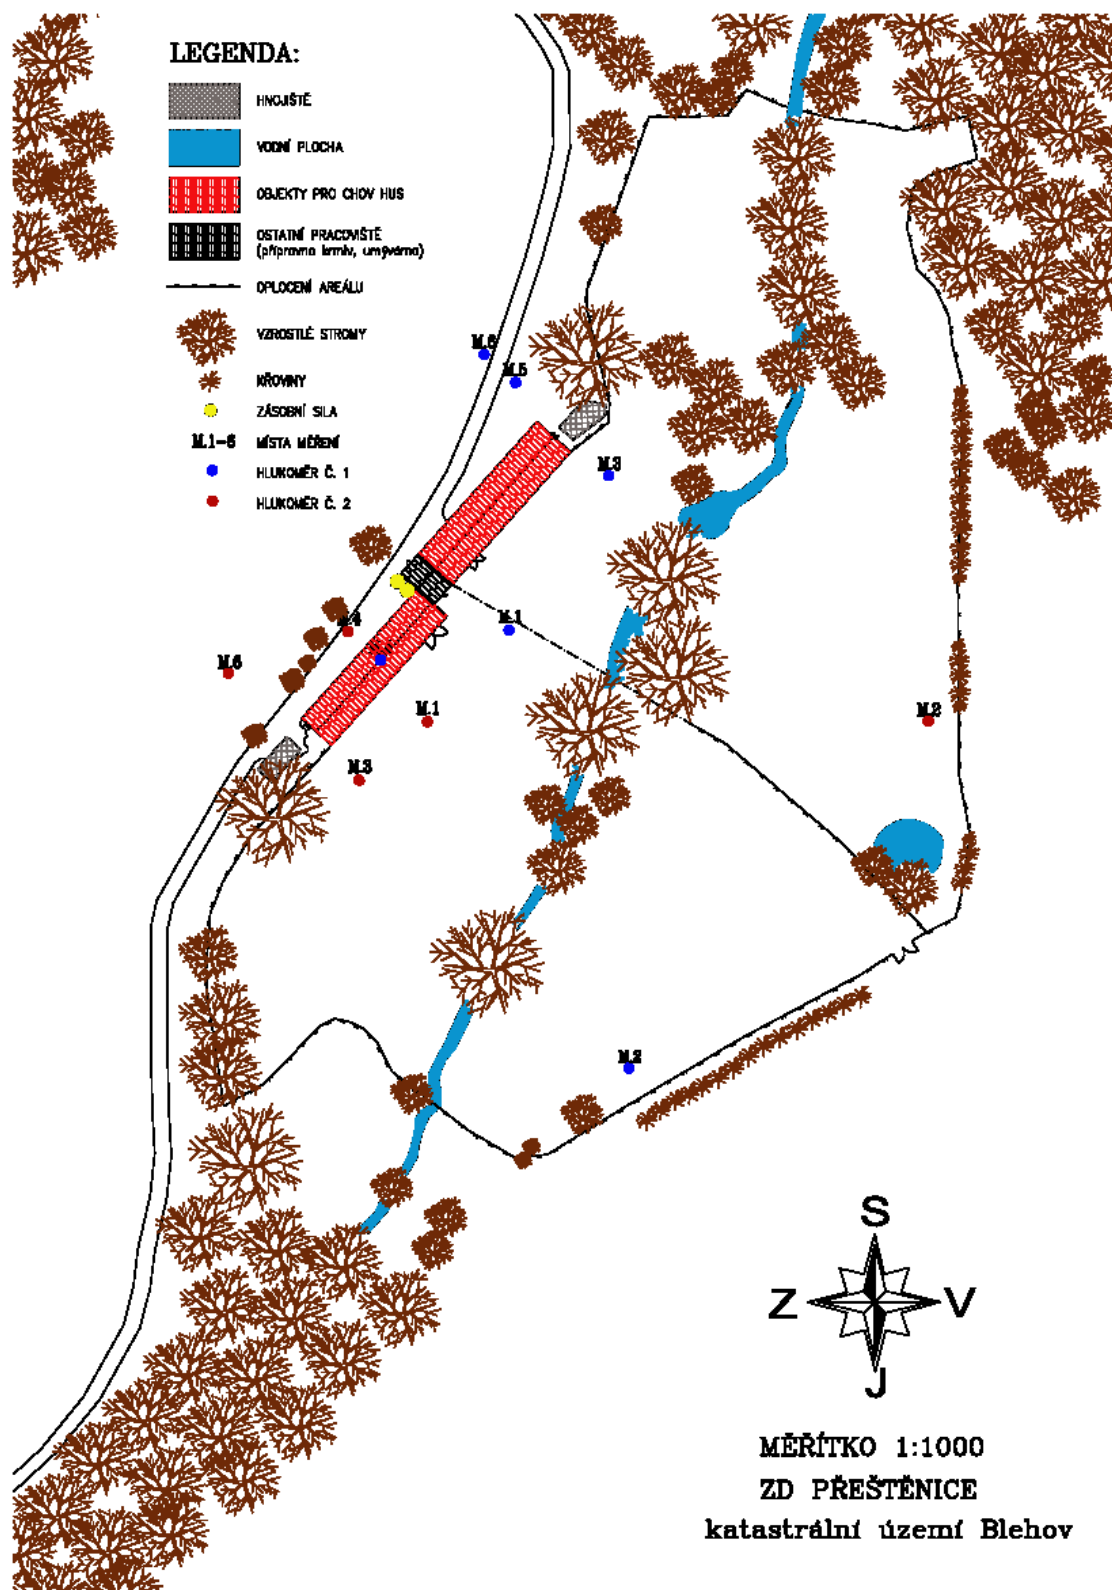 LEGENDA:
HNOJIŠTĚ
VODNÍ PLOCHA
OBJEKTY PRO CHOV HUS
OSTATNÍ PRACOVIŠTĚ
(přípravna krmiv, umývárna)
OPLOCENÍ AREÁLU
VZROSTLÉ STROMY
KŘOVINY
ZÁSOBNÍ SILA
M.1-6 MÍSTA MĚŘENÍ
HLUKOMĚR Č. 1
HLUKOMĚR Č. 2
M.6
M.5
M.3
M.4
M.1
M.6
M.1
M.2
M.3
M.2
S
Z
V
J
MĚŘÍTKO 1:1000
ZD PŘEŠTĚNICE
katastrální území Blehov